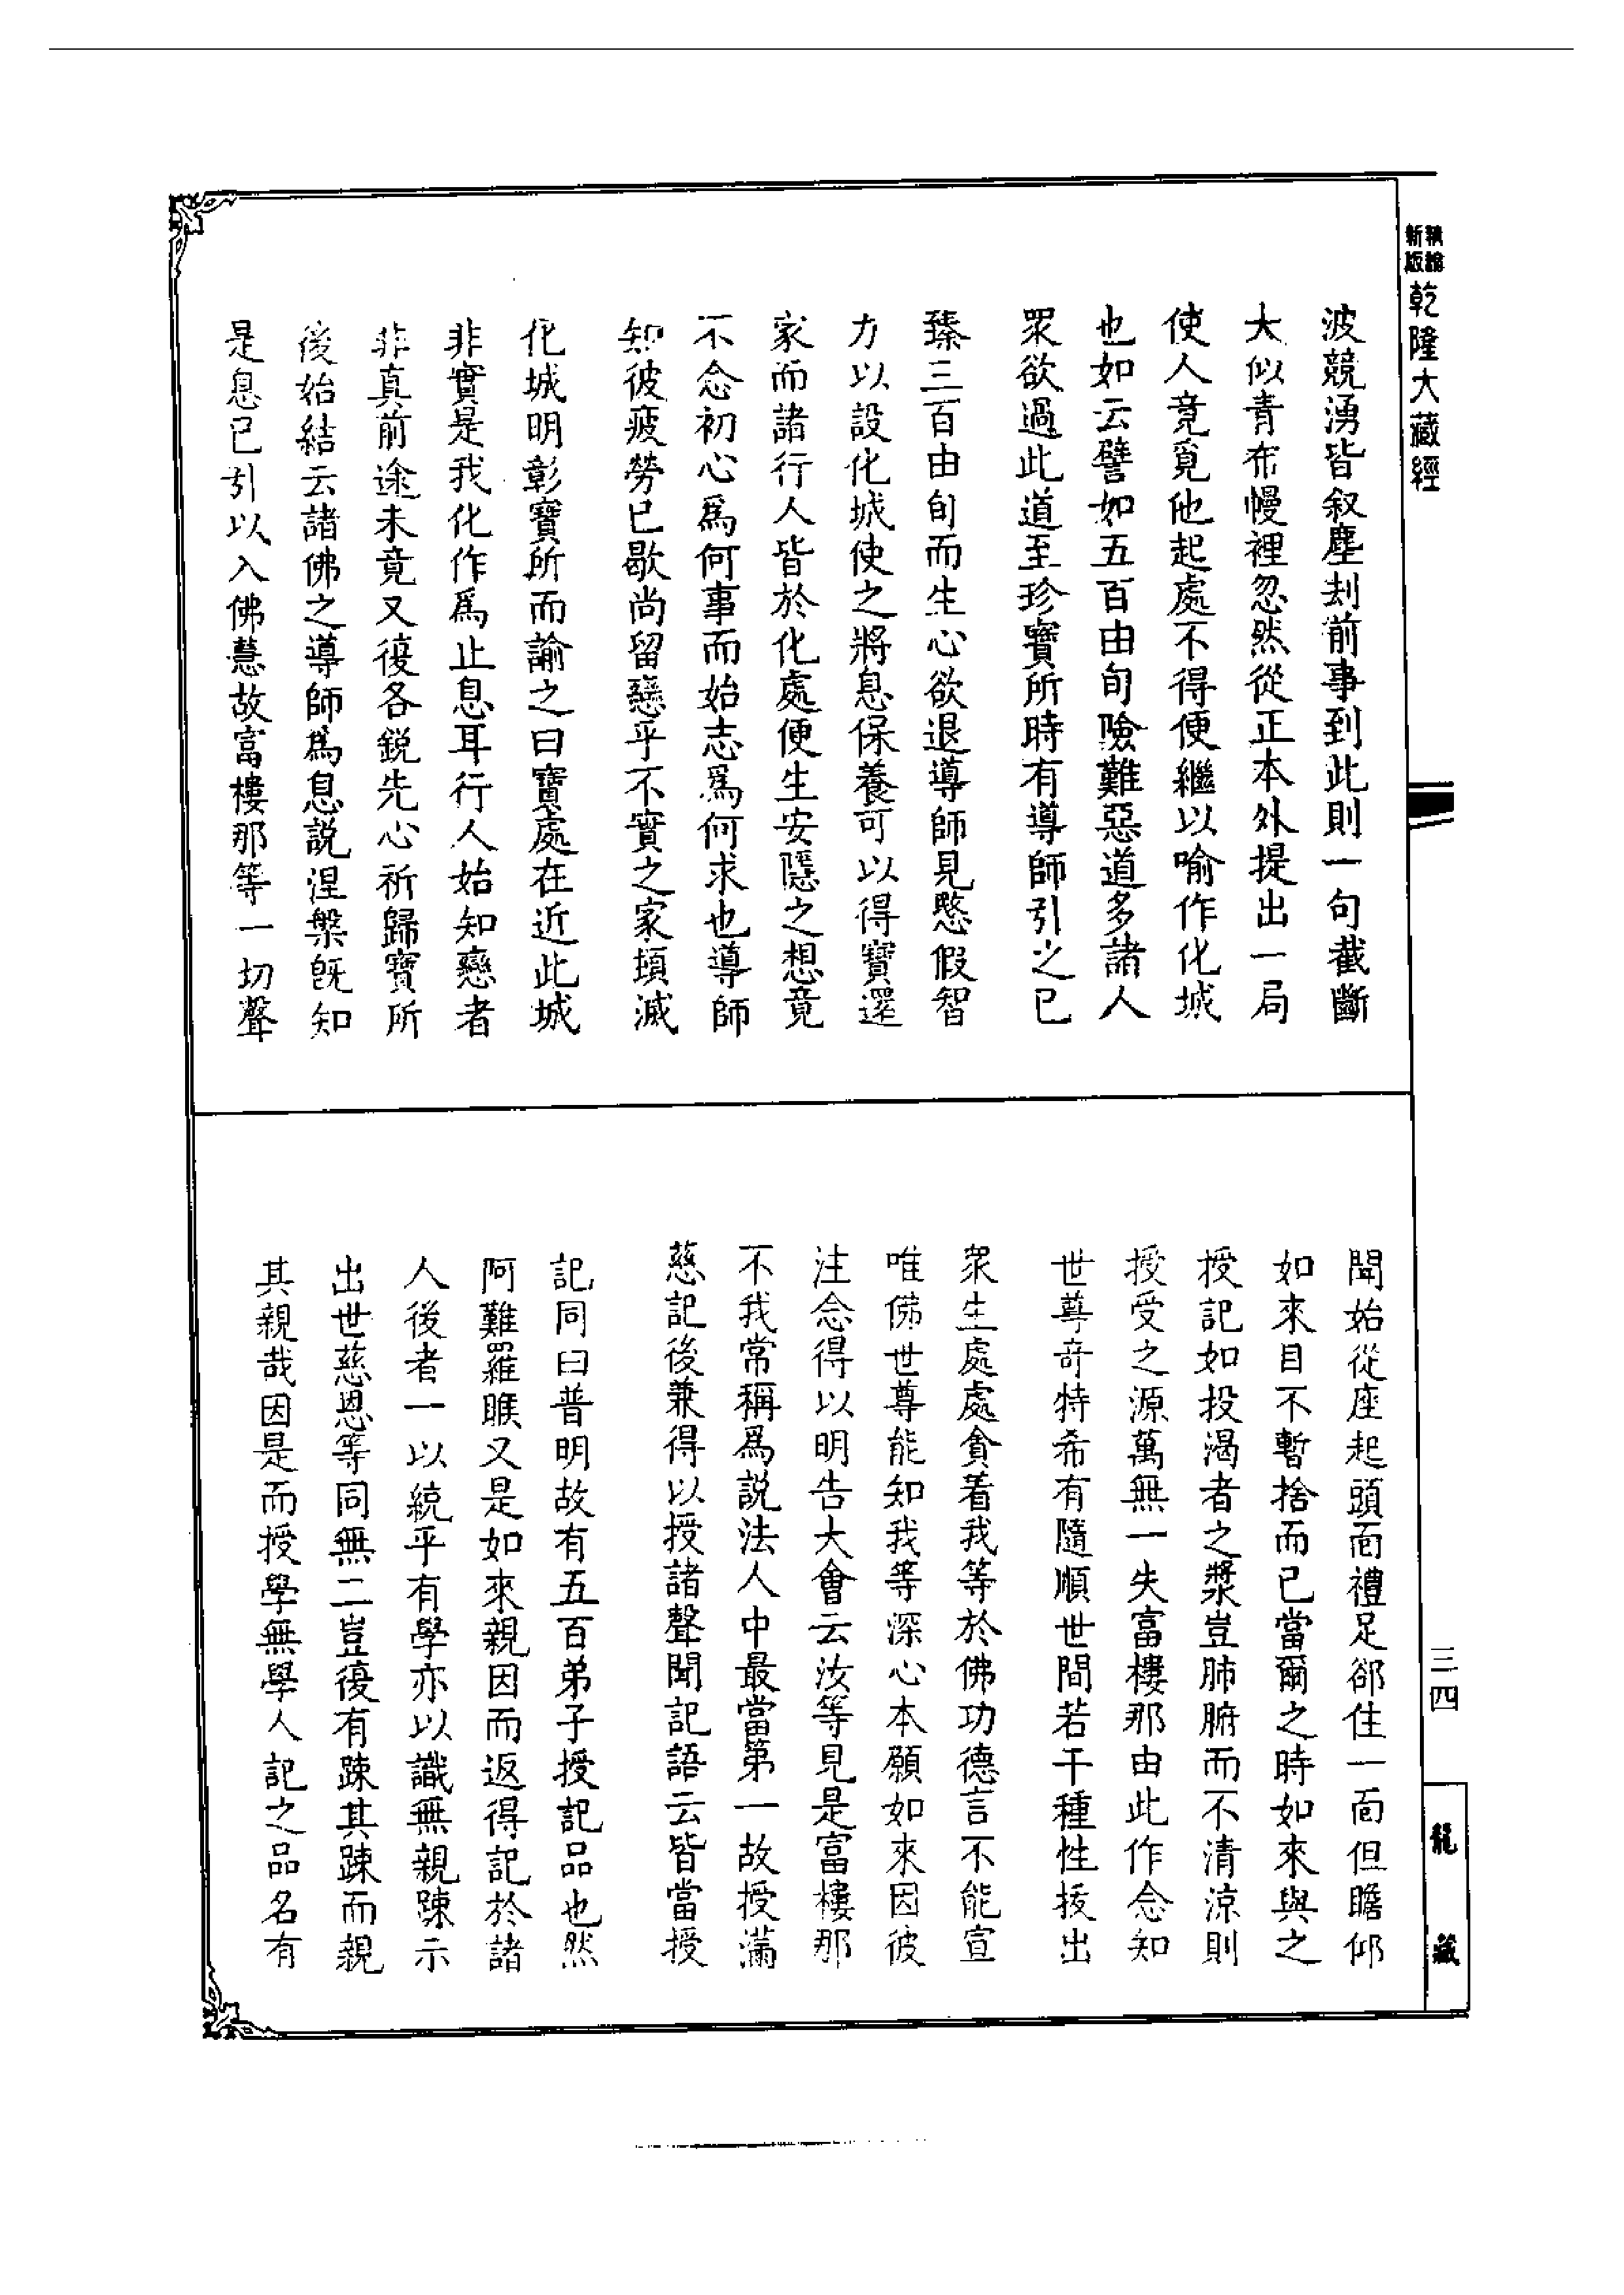 新版
乾隆大藏經
波競湧皆叙塵刦前事到此則一句截斷
大似青布幔裡忽然從正本外提出一局
使人竟覓他起處不得便繼以喻作化城
也如云譬如五百由旬險難惡道多諸人
眾欲過此道至珍寶所時有導師引之已
臻三百由旬而生心欲退導師見愍假智
力以設化城使之將息保養可以得寶還
家而諸行人皆於化處便生安隱之想竟
不念初心為何事而始志為何求也導師
知彼疲勞已歇尚留戀乎不實之家頃滅
化城明彰寶所而諭之曰寶處在近此城
非實是我化作為止息耳行人始知戀者
非真前途未竟又復各銳先心祈歸寶所
後始結云諸佛之導師為息說涅槃旣知
是息已引以入佛慧故富樓那等一切聲
聞始從座起頭面禮足郤住一面但瞻仰
如來目不暫捨而已當爾之時如來與之
授記如投渴者之漿豈肺腑而不清涼則
授受之源萬無一失富樓那由此作念知
世尊奇特希有隨順世間若干種性拔出
眾生處處貪着我等於佛功德言不能宣
唯佛世尊能知我等深心本願如來因彼
注念得以明告大會云汝等見是富樓那
不我常稱為說法人中最當第一故授滿
慈記後兼得以授諸聲聞記語云皆當授
記同曰普明故有五百弟子授記品也然
阿難羅睺又是如來親因而返得記於諸
人後者一以統乎有學亦以識無親踈示
出世慈恩等同無二豈復有踈其踈而親
其親哉因是而授學無學人記之品名有
三四
龍藏